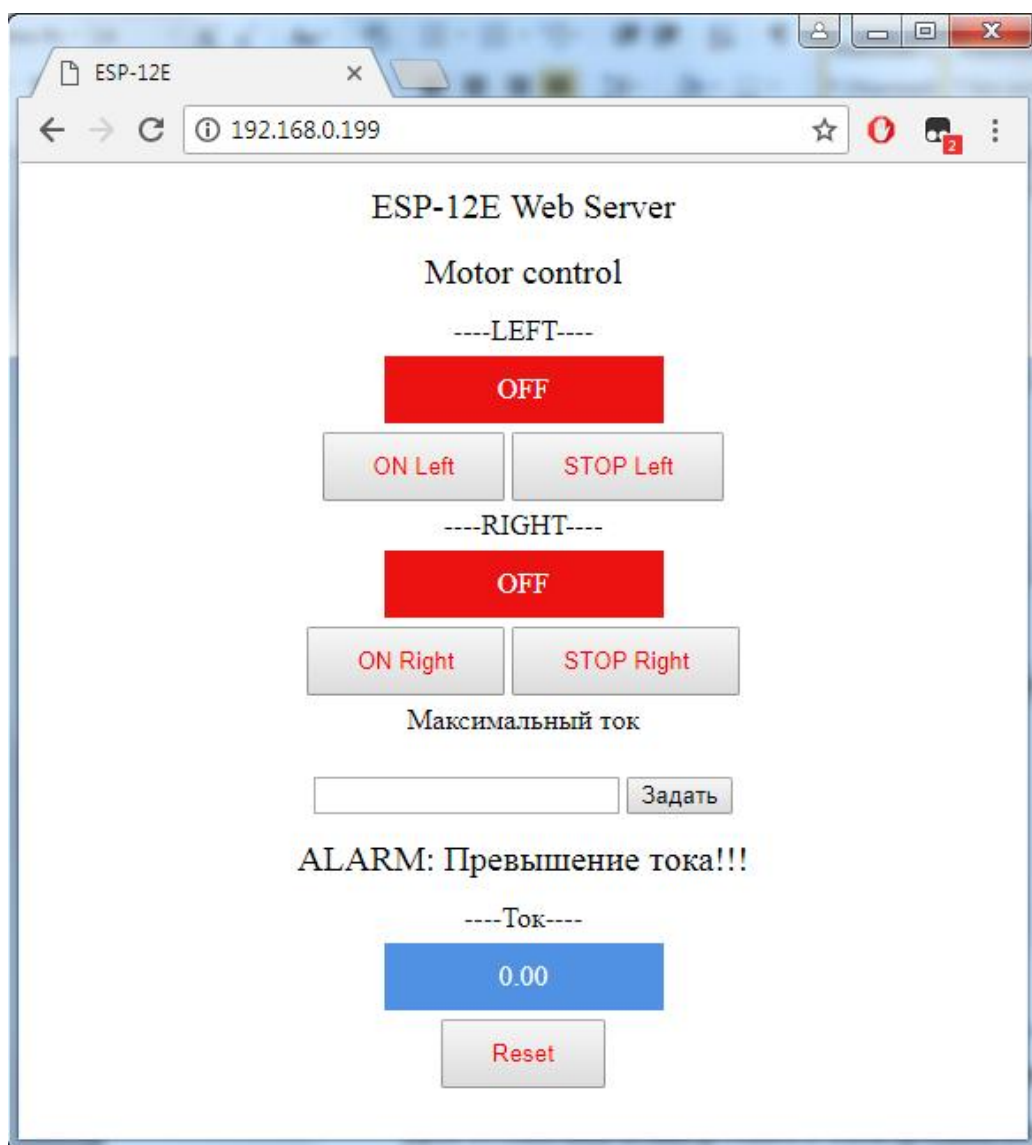 ESP-12E
192.168.0.199
2
ESP-12E Web Server
Motor control
----LEFT----
OFF
ON Left STOP Left
----RIGHT----
OFF
ON Right STOP Right
Максимальный ток
Задать
ALARM: Превышение тока!!!
----Ток----
0.00
Reset